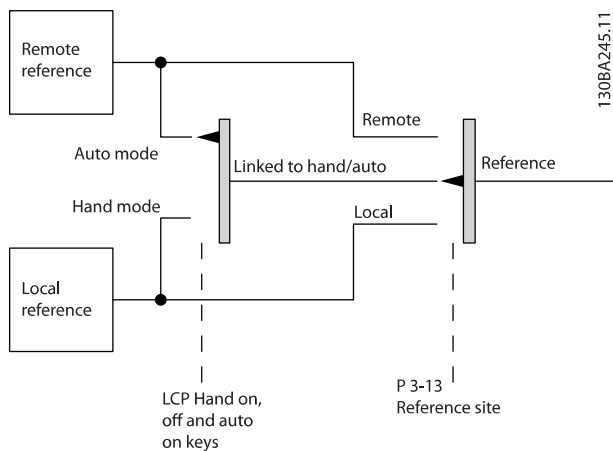 Remote
reference
130BA245.11
Remote
Auto mode
Linked to hand/auto
Reference
Hand mode
Local
Local
reference
LCP Hand on,
off and auto
on keys
P 3-13
Reference site